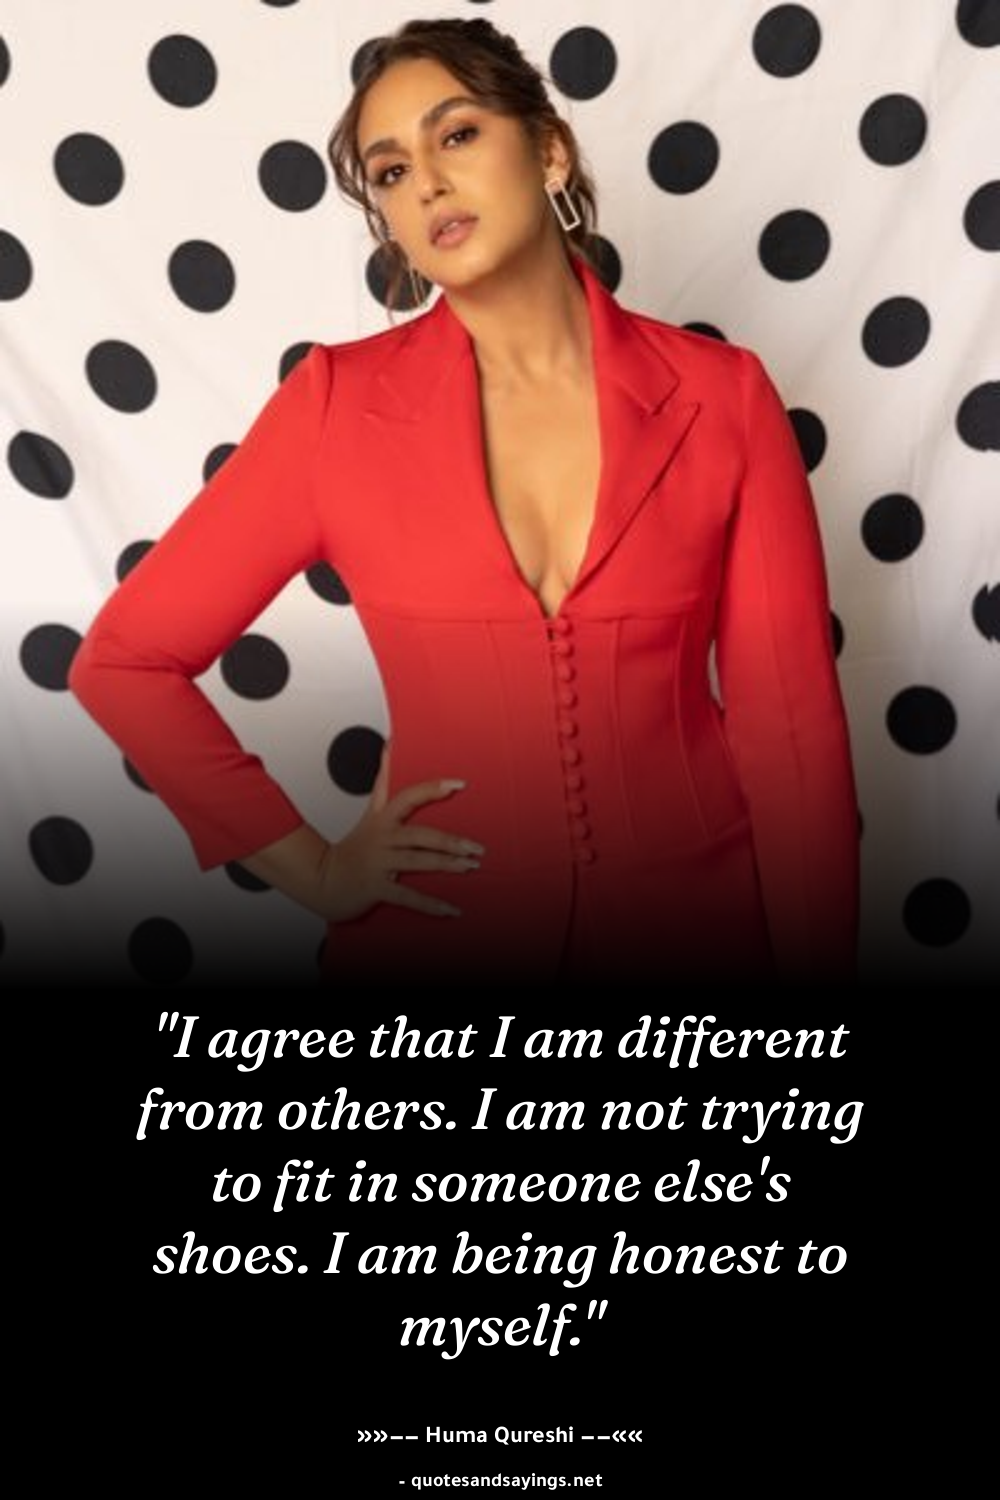 "I agree that I am different
from others. I am not trying
to fit in someone else's
shoes. I am being honest to
myself."
»»–– Huma Qureshi ––««
- quotesandsayings.net